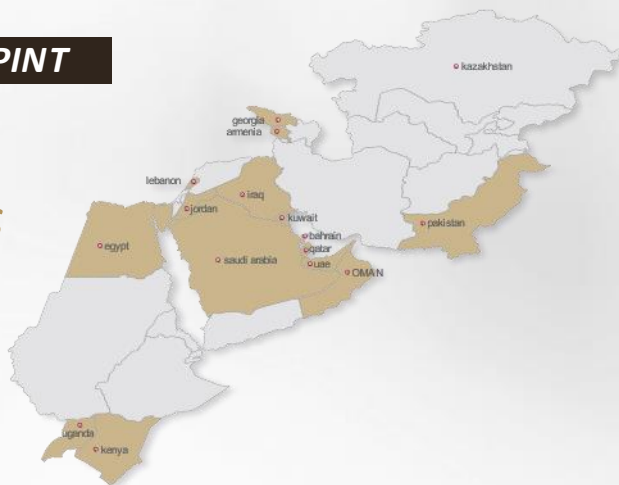 PINT
kazakhstan
georgia
armenia
lebanon
iraq
jordan
kuwait
pakistan
bahrain
egypt
qatar
saudi arabia
uae
OMAN
uganda
kenya